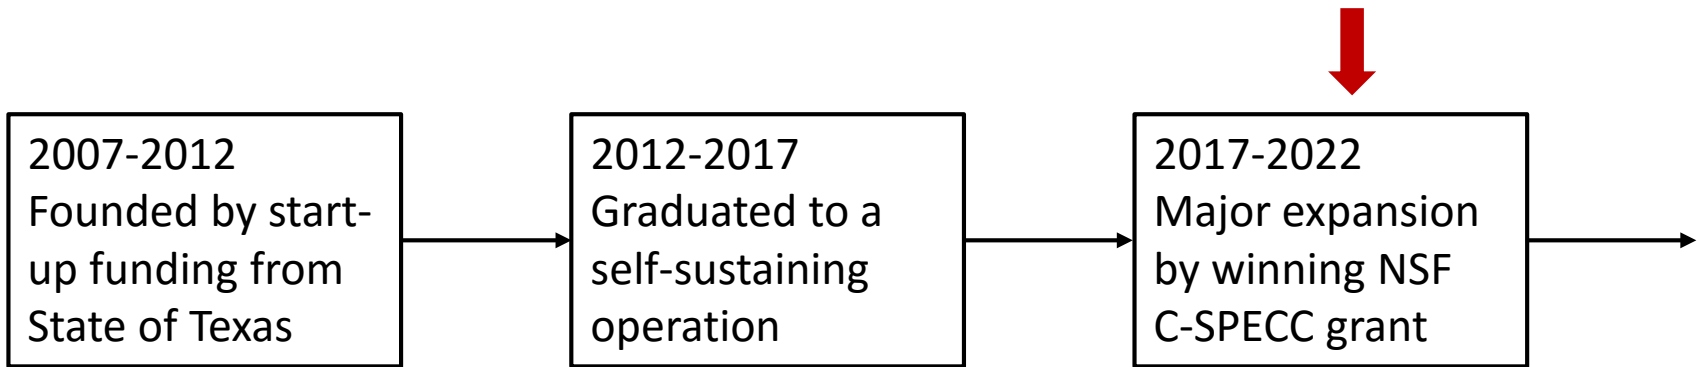 2007-2012
Founded by start-
up funding from
State of Texas
2012-2017
Graduated to a
self-sustaining
operation
2017-2022
Major expansion
by winning NSF
C-SPECC grant